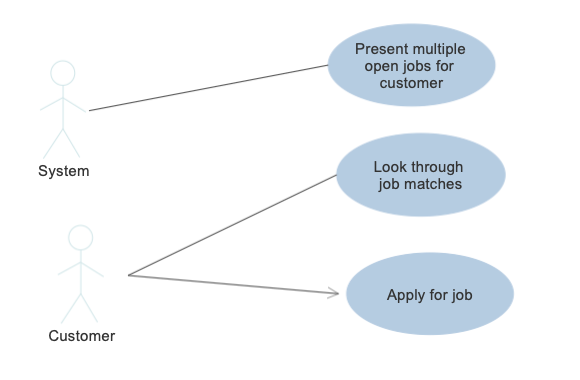 Present multiple
open jobs for
customer
System
Look through
job matches
Apply for job
Customer